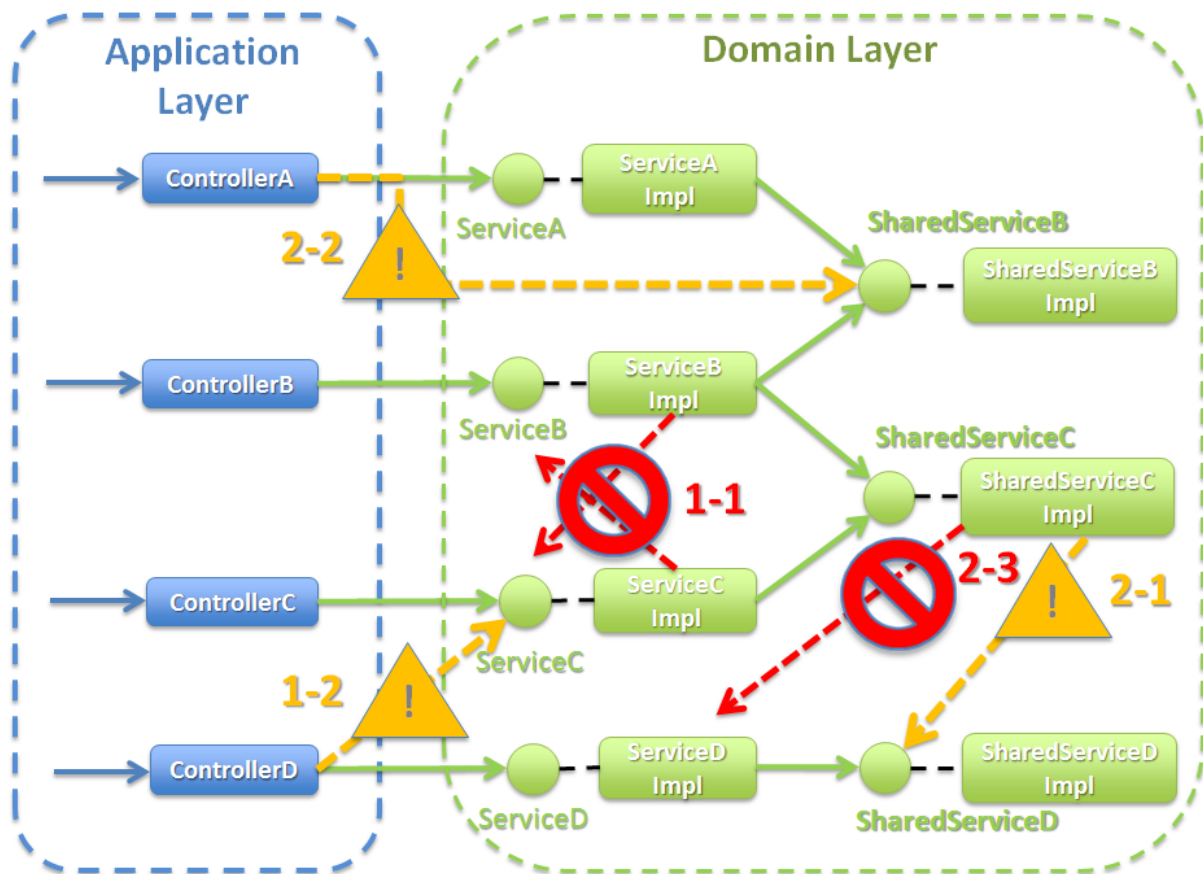 Application
Layer
Domain Layer
ControllerA
ServiceA
Impl
ServiceA
2-2
!
SharedServiceB
SharedServiceB
Impl
ControllerB
ServiceB
Impl
ServiceB
SharedServiceC
SharedServiceC
Impl
1-1
2-3
2-1
!
ControllerC
ServiceC
Impl
ServiceC
1-2
!
ControllerD
ServiceD
Impl
ServiceD
SharedServiceD
Impl
SharedServiceD